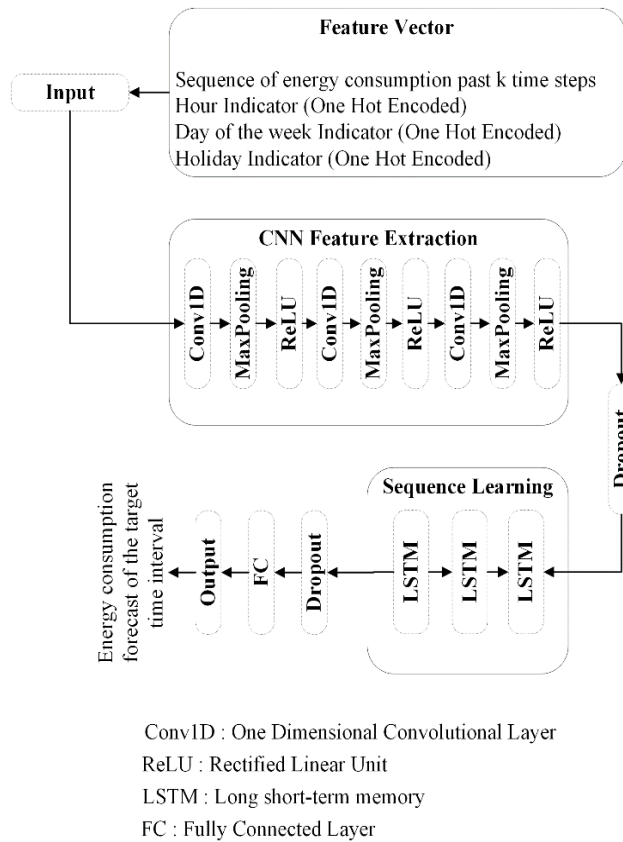 Feature Vector
Sequence of energy consumption past k time steps
Hour Indicator (One Hot Encoded)
Day of the week Indicator (One Hot Encoded)
Holiday Indicator (One Hot Encoded)
Input
CNN Feature Extraction
Conv1D
MaxPooling
ReLU
Conv1D
MaxPooling
ReLU
Conv1D
MaxPooling
ReLU
Dropout
Sequence Learning
LSTM
LSTM
LSTM
Dropout
FC
Output
Energy consumption
forecast of the target
time interval
Conv1D : One Dimensional Convolutional Layer
ReLU : Rectified Linear Unit
LSTM : Long short-term memory
FC : Fully Connected Layer